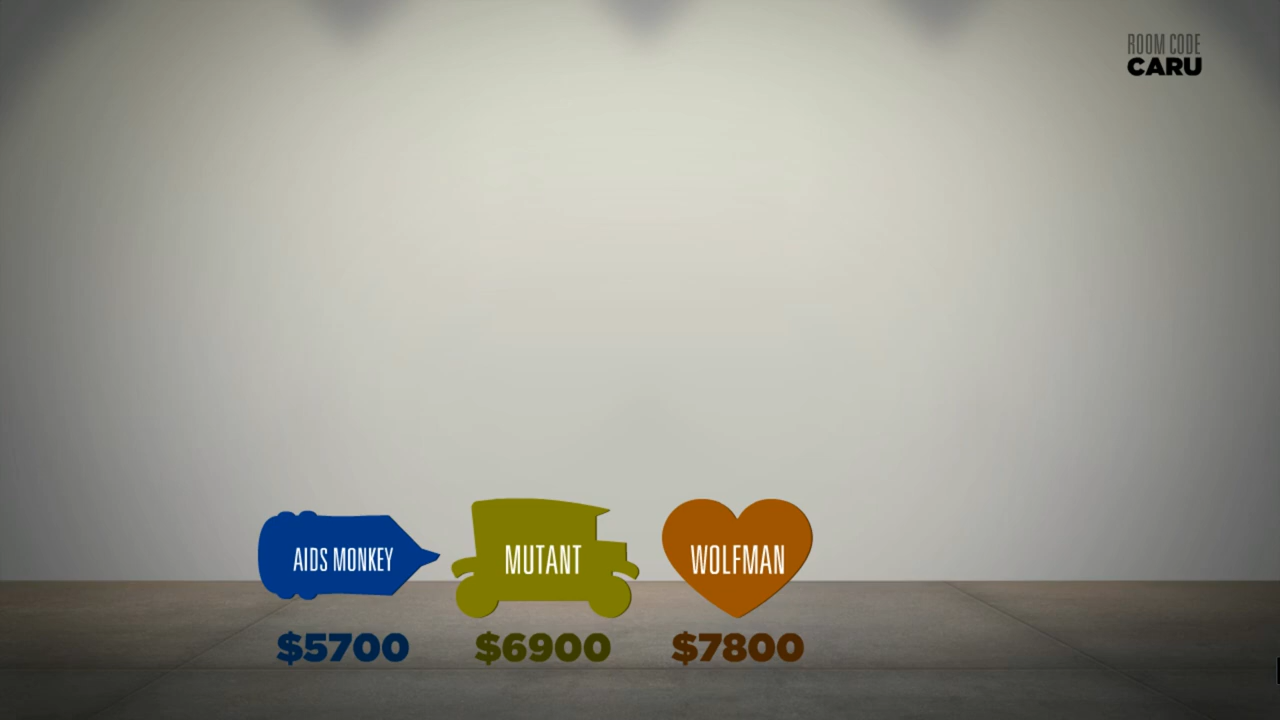 ROOM CODE
CARU
AIDS MONKEY
MUTANT
WOLFMAN
$5700
$6900
$7800